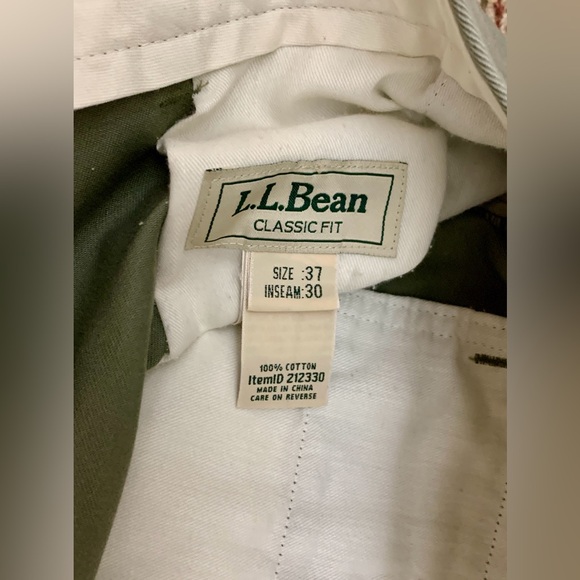 L.L.Bean
CLASSIC FIT
SIZE :37
INSEAM:30
100% COTTON
ItemID 212330
MADE IN CHINA
CARE ON REVERSE